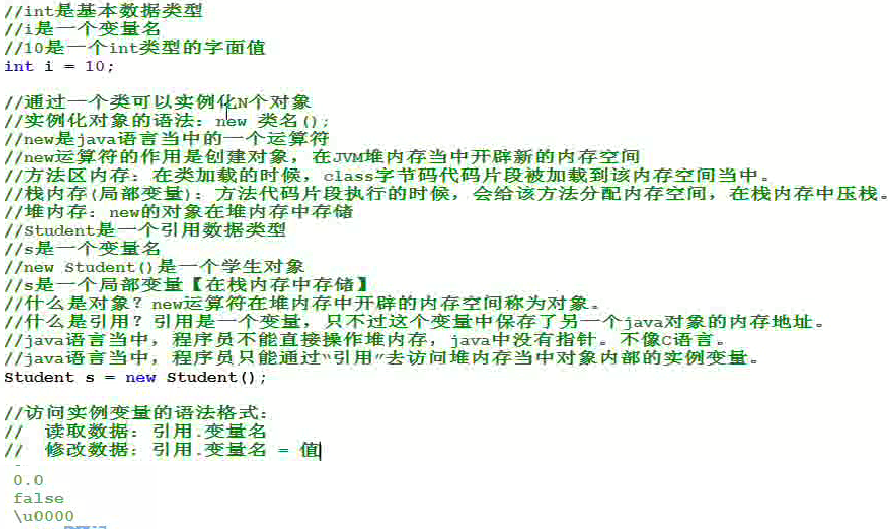 //int是基本数据类型
//i是一个变量名
//10是一个int类型的字面值
int i = 10;
//通过一个类可以实例化N个对象
//实例化对象的语法：new 类名();
//new是java语言当中的一个运算符
//new运算符的作用是创建对象，在JVM堆内存当中开辟新的内存空间
//方法区内存：在类加载的时候，class字节码代码片段被加载到该内存空间当中。
//栈内存(局部变量)：方法代码片段执行的时候，会给该方法分配内存空间，在栈内存中压栈。
//堆内存：new的对象在堆内存中存储
//Student是一个引用数据类型
//s是一个变量名
//new Student()是一个学生对象
//s是一个局部变量【在栈内存中存储】
//什么是对象？new运算符在堆内存中开辟的内存空间称为对象。
//什么是引用？引用是一个变量，只不过这个变量中保存了另一个java对象的内存地址。
//java语言当中，程序员不能直接操作堆内存，java中没有指针。不像C语言。
//java语言当中，程序员只能通过“引用”去访问堆内存当中对象内部的实例变量。
Student s = new Student();
//访问实例变量的语法格式：
// 读取数据：引用.变量名
// 修改数据：引用.变量名 = 值
0.0
false
\u0000